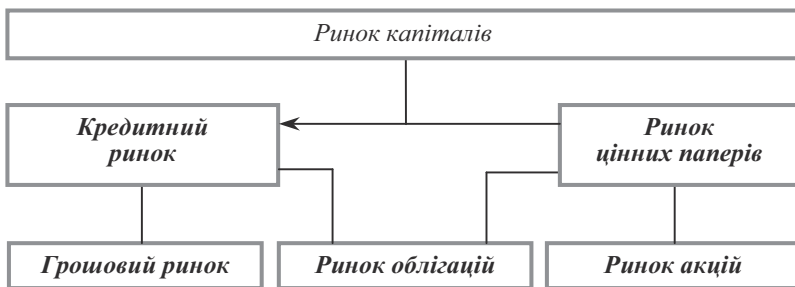 Ринок капіталів
Кредитний
ринок
Ринок
цінних паперів
Грошовий ринок
Ринок облігацій
Ринок акцій